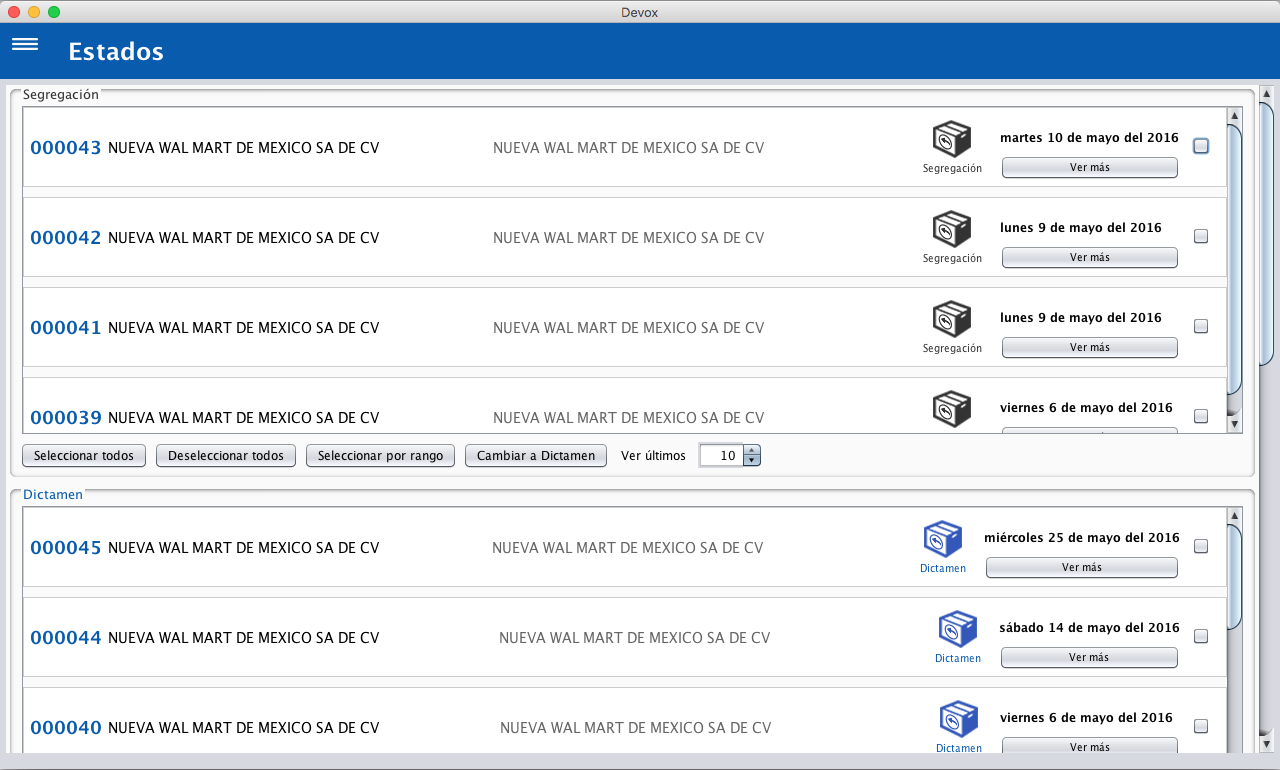 Devox
Estados
Segregación
000043 NUEVA WAL MART DE MEXICO SA DE CV NUEVA WAL MART DE MEXICO SA DE CV Segregación martes 10 de mayo del 2016
Ver más
000042 NUEVA WAL MART DE MEXICO SA DE CV NUEVA WAL MART DE MEXICO SA DE CV Segregación lunes 9 de mayo del 2016
Ver más
000041 NUEVA WAL MART DE MEXICO SA DE CV NUEVA WAL MART DE MEXICO SA DE CV Segregación lunes 9 de mayo del 2016
Ver más
000039 NUEVA WAL MART DE MEXICO SA DE CV NUEVA WAL MART DE MEXICO SA DE CV viernes 6 de mayo del 2016
Seleccionar todos Deseleccionar todos Seleccionar por rango Cambiar a Dictamen Ver últimos 10
Dictamen
000045 NUEVA WAL MART DE MEXICO SA DE CV NUEVA WAL MART DE MEXICO SA DE CV Dictamen miércoles 25 de mayo del 2016
Ver más
000044 NUEVA WAL MART DE MEXICO SA DE CV NUEVA WAL MART DE MEXICO SA DE CV Dictamen sábado 14 de mayo del 2016
Ver más
000040 NUEVA WAL MART DE MEXICO SA DE CV NUEVA WAL MART DE MEXICO SA DE CV Dictamen viernes 6 de mayo del 2016
Ver más